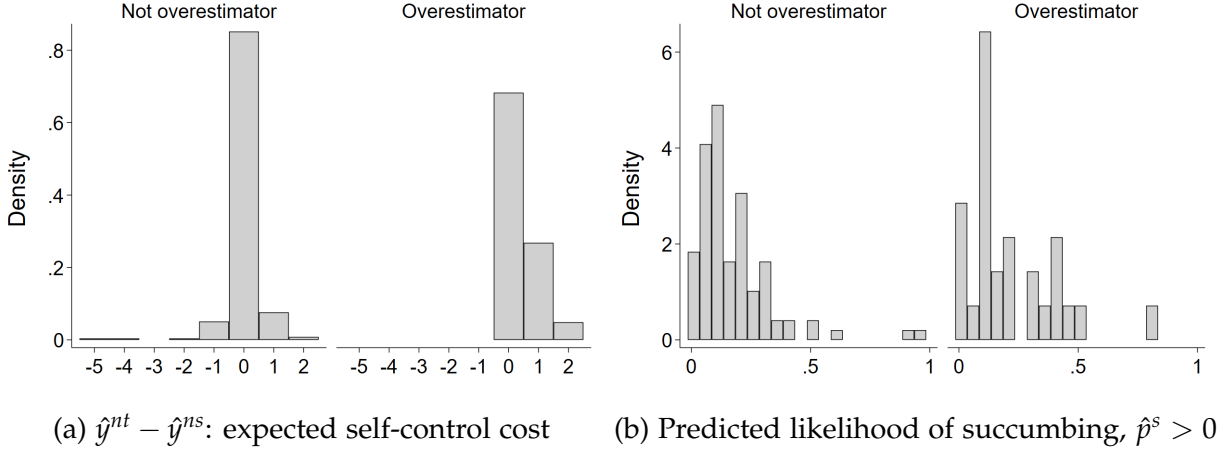 Not overestimator
Overestimator
Density
.8
.6
.4
.2
0
-5 -4 -3 -2 -1 0 1 2
-5 -4 -3 -2 -1 0 1 2
(a) ŷⁿᵗ − ŷⁿˢ: expected self-control cost
Not overestimator
Overestimator
Density
6
4
2
0
0 .5 1
0 .5 1
(b) Predicted likelihood of succumbing, p̂ˢ > 0